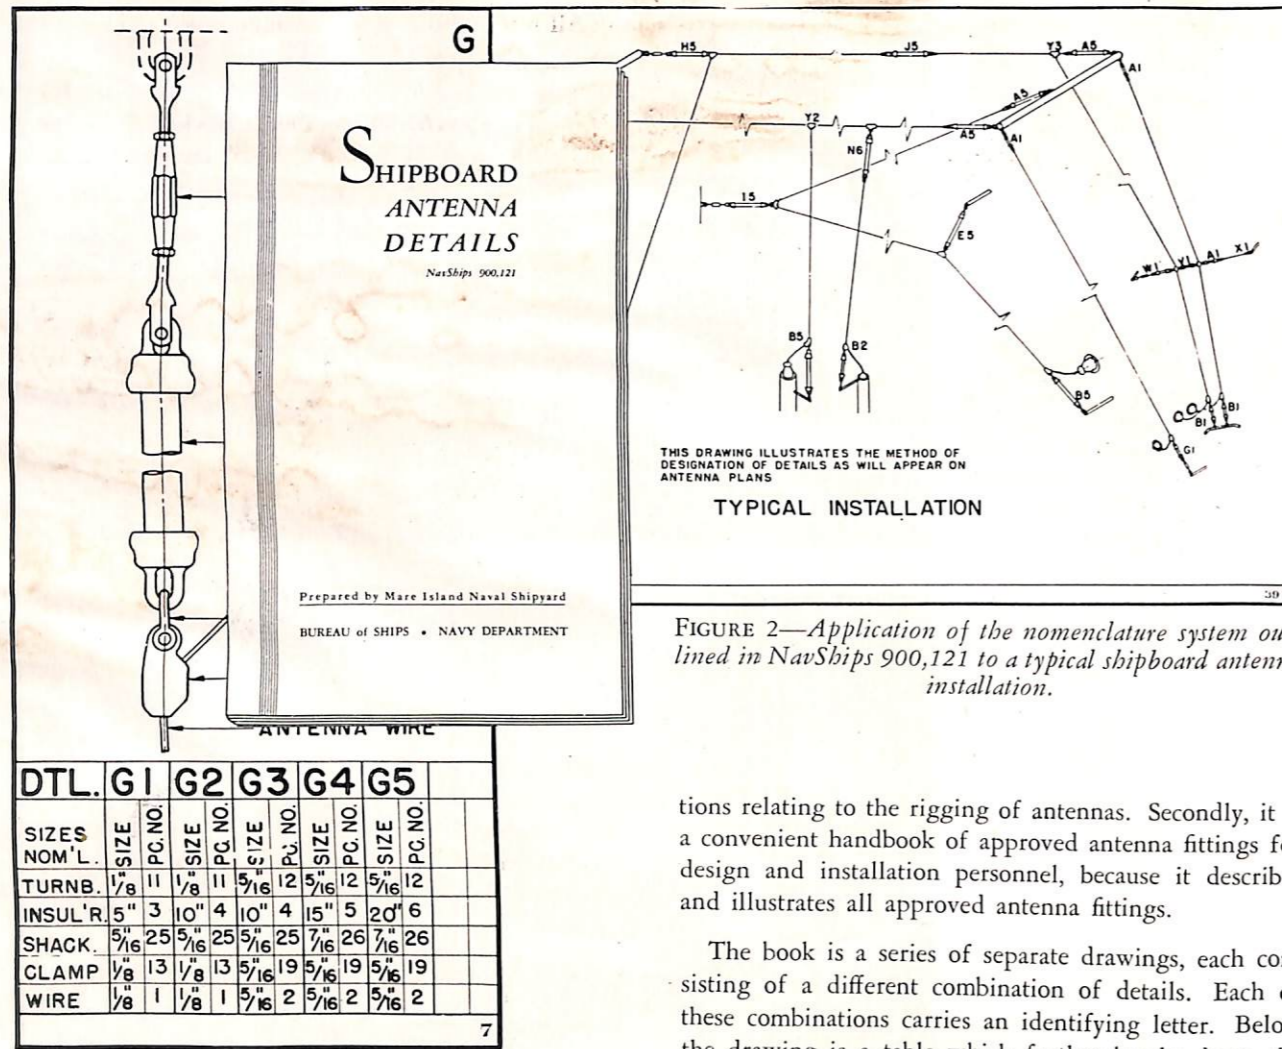 G
SHIPBOARD
ANTENNA
DETAILS
NavShips 900,121
Prepared by Mare Island Naval Shipyard
BUREAU of SHIPS • NAVY DEPARTMENT
ANTENNA WIRE
DTL. G1 G2 G3 G4 G5
SIZES NOM'L. SIZE PG. NO. SIZE PG. NO. SIZE PG. NO. SIZE PG. NO. SIZE PG. NO.
TURNB. 1/8" 11 1/8" 11 5/16" 12 5/16" 12 5/16" 12
INSUL'R. 5" 3 10" 4 10" 4 15" 5 20" 6
SHACK. 5/16" 25 5/16" 25 5/16" 25 7/16" 26 7/16" 26
CLAMP 1/8" 13 1/8" 13 5/16" 19 5/16" 19 5/16" 19
WIRE 1/8" 1 1/8" 1 5/16" 2 5/16" 2 5/16" 2
7
H5 J5 Y3 A5
A1
A5
Y2 A5 A1
N6
I5
E5
W1 Y1 A1 X1
B5 B2
B5
B1 B1
G1
THIS DRAWING ILLUSTRATES THE METHOD OF
DESIGNATION OF DETAILS AS WILL APPEAR ON
ANTENNA PLANS
TYPICAL INSTALLATION
39
FIGURE 2—Application of the nomenclature system ou
lined in NavShips 900,121 to a typical shipboard antenn
installation.
tions relating to the rigging of antennas. Secondly, it
a convenient handbook of approved antenna fittings f
design and installation personnel, because it describ
and illustrates all approved antenna fittings.
The book is a series of separate drawings, each co
sisting of a different combination of details. Each
these combinations carries an identifying letter. Belo
the drawing is a table which